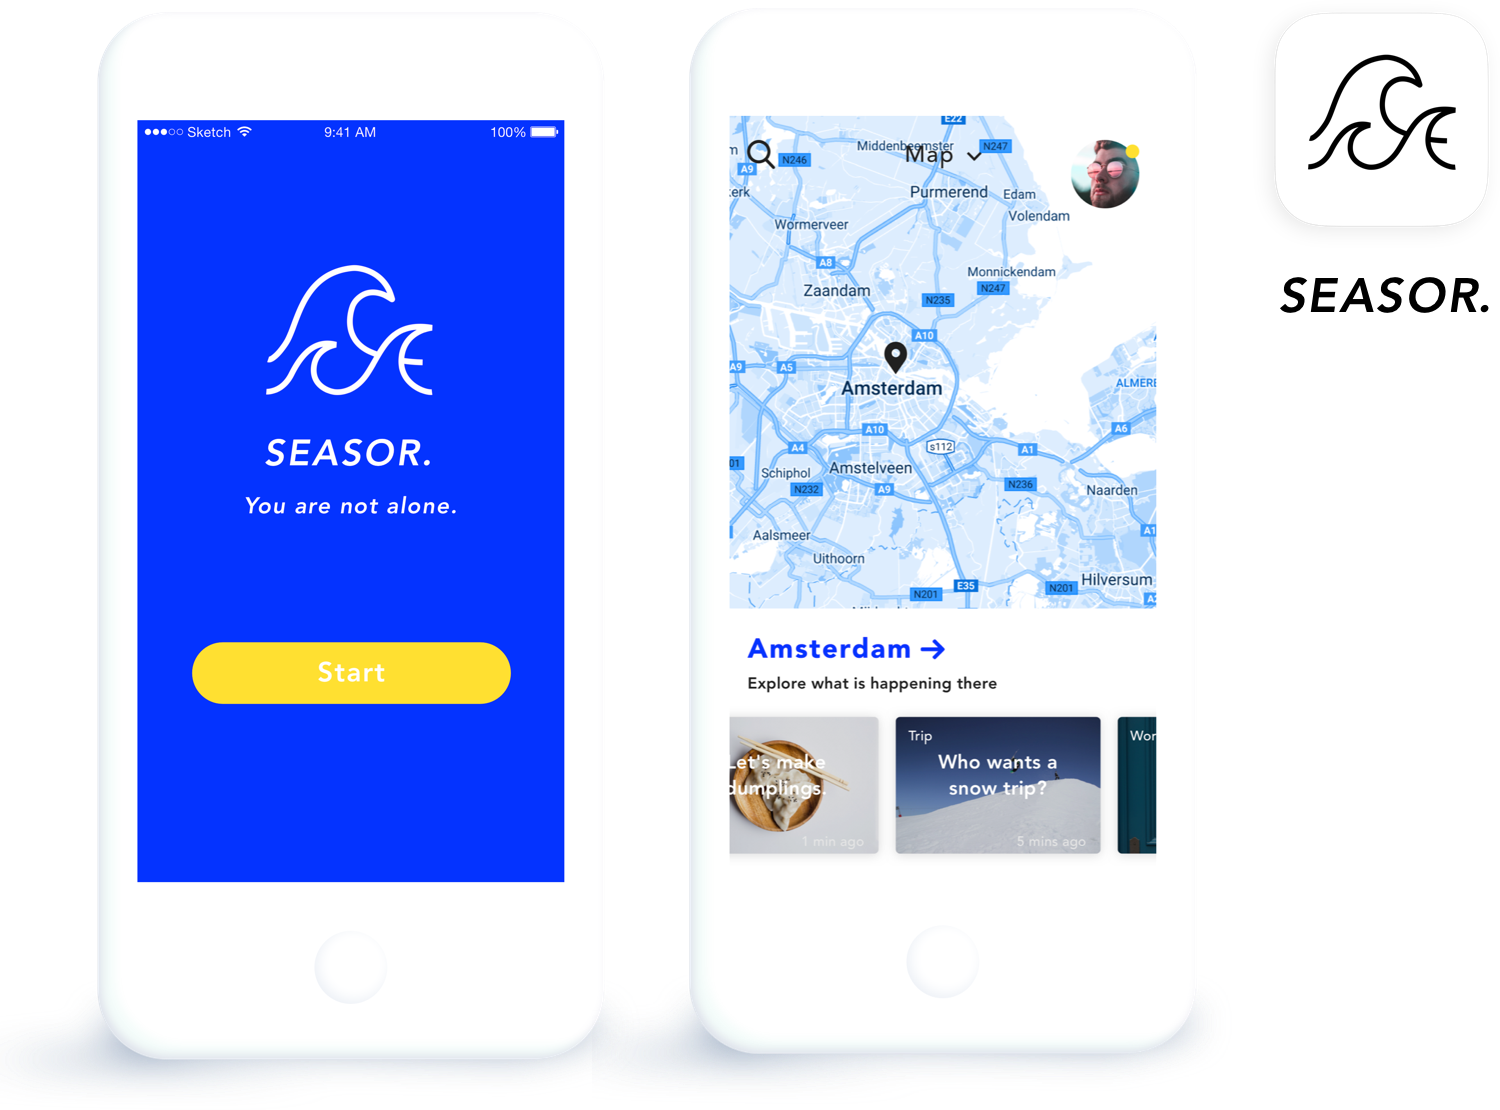 Sketch 9:41 AM 100%
SEASOR.
You are not alone.
Start
E22
Middenbeemster
Map
N247
N246
A9
Purmerend
Edam
Volendam
Wormerveer
A8
Monnickendam
N247
Zaandam
N235
A10
A9
A5
Amsterdam
ALMERE
A10
A6
A4
s112
A1
Schiphol
Amstelveen
N232
A9
N236
Naarden
A1
Aalsmeer
Uithoorn
E35
N201
N201
Hilversum
Amsterdam →
Explore what is happening there
Let's make
dumplings.
1 min ago
Trip
Who wants a
snow trip?
5 mins ago
Wor
SEASOR.